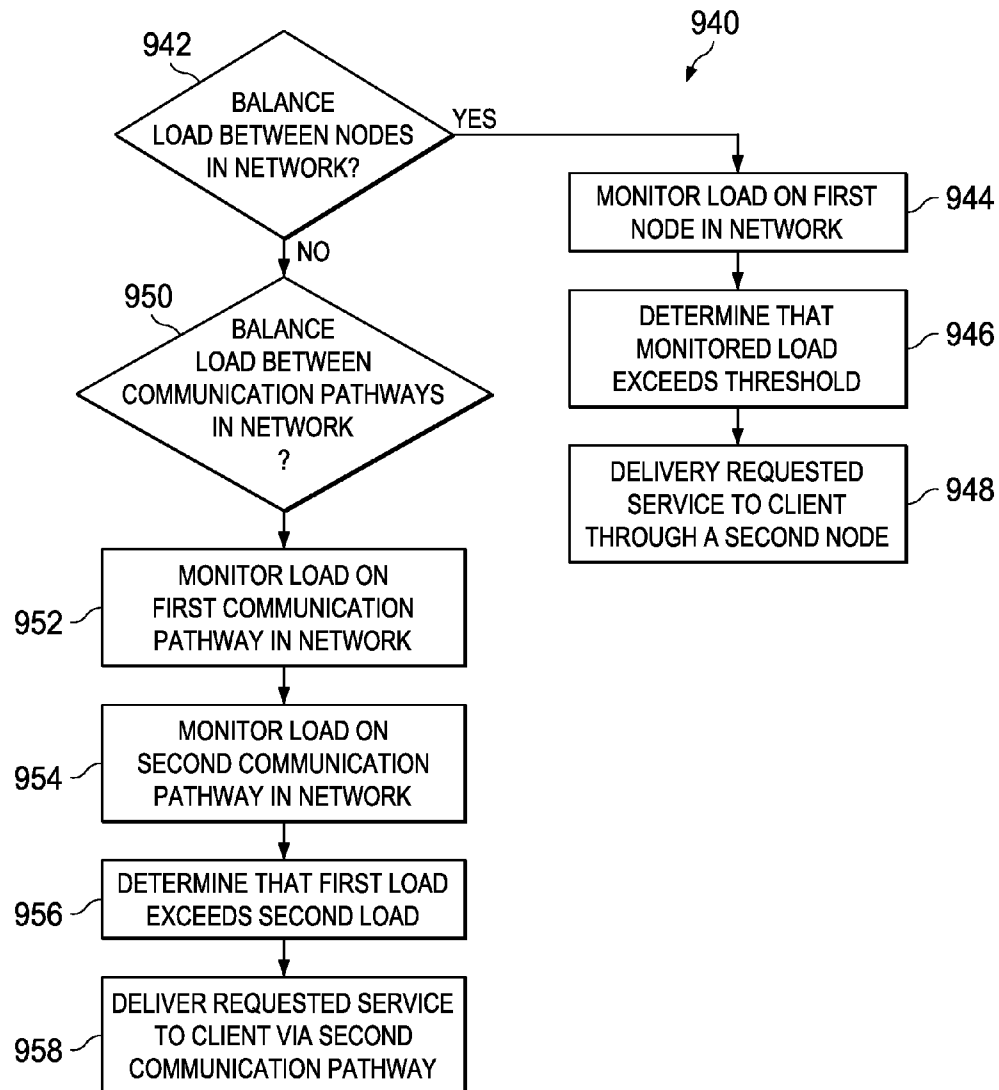 940
942
BALANCE
LOAD BETWEEN NODES
IN NETWORK?
YES
NO
MONITOR LOAD ON FIRST
NODE IN NETWORK
944
DETERMINE THAT
MONITORED LOAD
EXCEEDS THRESHOLD
946
DELIVERY REQUESTED
SERVICE TO CLIENT
THROUGH A SECOND NODE
948
950
BALANCE
LOAD BETWEEN
COMMUNICATION PATHWAYS
IN NETWORK
?
MONITOR LOAD ON
FIRST COMMUNICATION
PATHWAY IN NETWORK
952
MONITOR LOAD ON
SECOND COMMUNICATION
PATHWAY IN NETWORK
954
DETERMINE THAT FIRST LOAD
EXCEEDS SECOND LOAD
956
DELIVER REQUESTED SERVICE
TO CLIENT VIA SECOND
COMMUNICATION PATHWAY
958